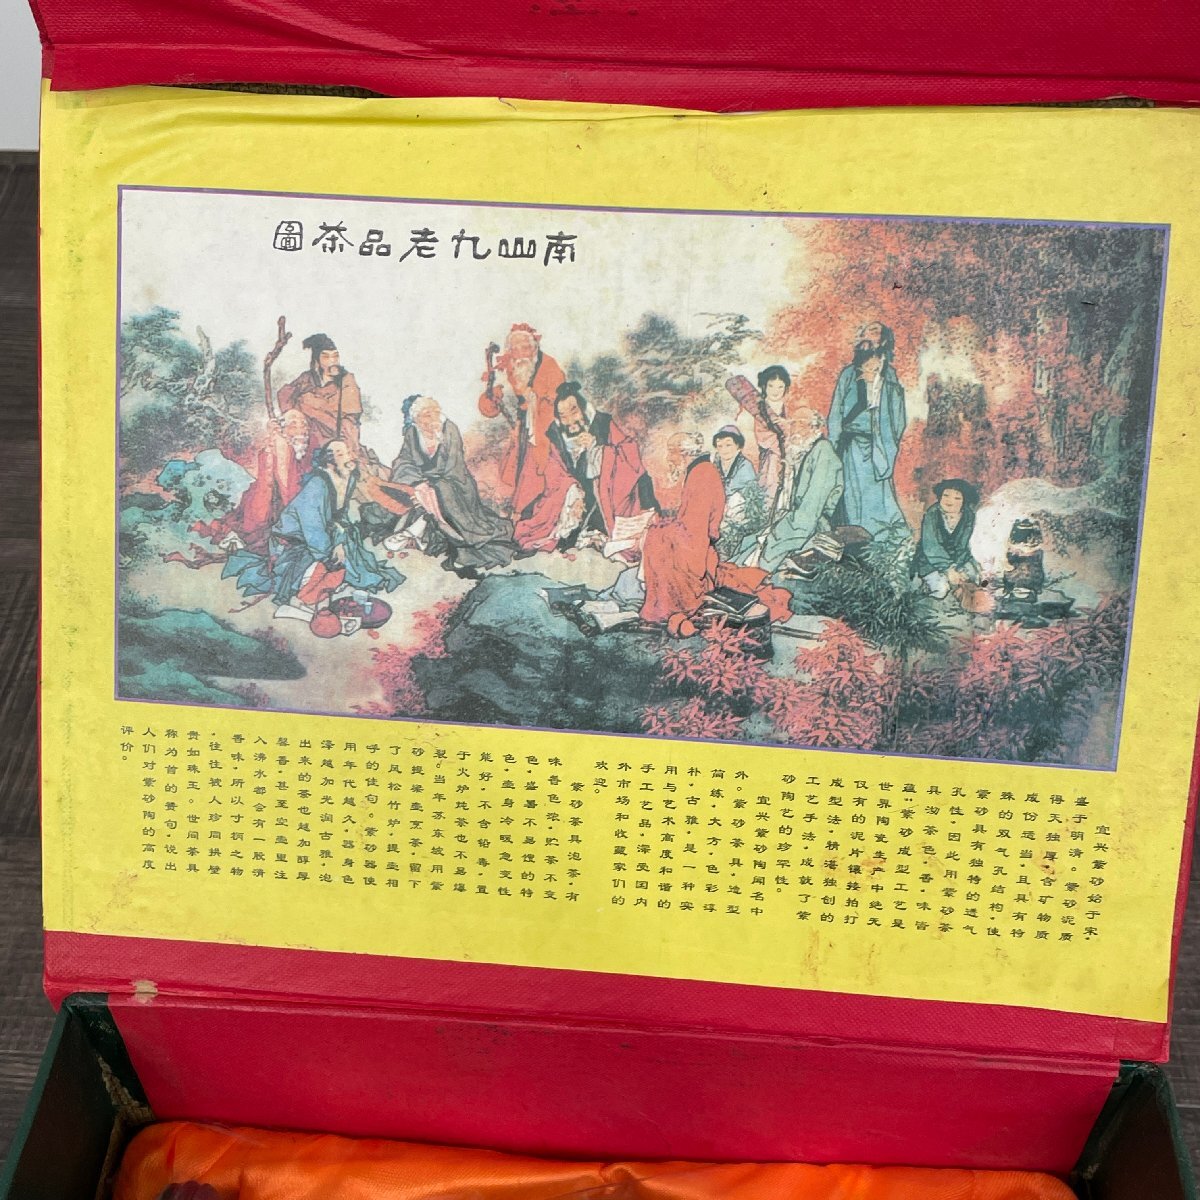 南山九老品茶圖
宜兴紫砂始于宋，
盛于明清。紫砂泥质
得天独厚，含矿物质
成份适当，且具有特
殊的双气孔结构，使
紫砂具有独特的透气
孔性，因此用紫砂茶
具沏茶色、香、味皆
蕴。紫砂成型工艺是
世界陶瓷生产中绝无
仅有的泥片镶接拍打
成型法，精湛独创的
工艺手法，成就了紫
砂陶艺的珍罕性。
宜兴紫砂陶闻名中
外。紫砂茶具，造型
简练，大方，色彩淳
朴，古雅，是一种实
用与艺术高度和谐的
手工艺品，深受国内
外市场和收藏家们的
欢迎。
紫砂茶具泡茶，有
味香色浓，贮茶不变
色，盛暑不易馊的特
色，壶身冷暖急变性
能好，不含铅毒，置
于火炉炖茶也不易爆
裂。当年苏东坡用紫
砂提梁壶烹茶，留下
了风松竹炉，提壶相
呼的佳句。紫砂器使
用年代越久，器身色
泽越加光润古雅，泡
出来的茶也越加醇厚
馨香，甚至空壶里注
入沸水都会有一股清
香味，所以寸柄之物
，往往被人珍同拱璧
，贵如珠玉。世间茶具
称为首的赞句，说出
人们对紫砂陶的高度
评价。